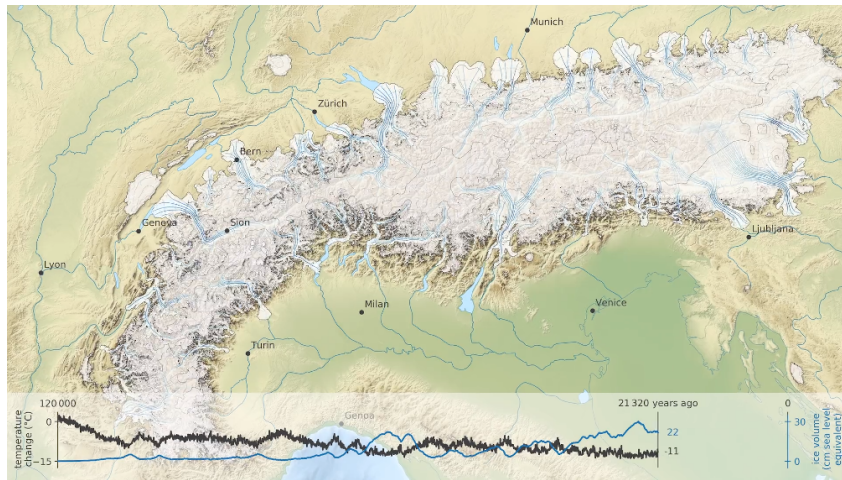 Munich
Zürich
Bern
Geneva
Sion
Ljubljana
Lyon
Milan
Venice
Turin
120 000
21 320 years ago
0
temperature
change (°C)
0
−15
Genoa
22
-11
30
0
ice volume
(cm sea level
equivalent)